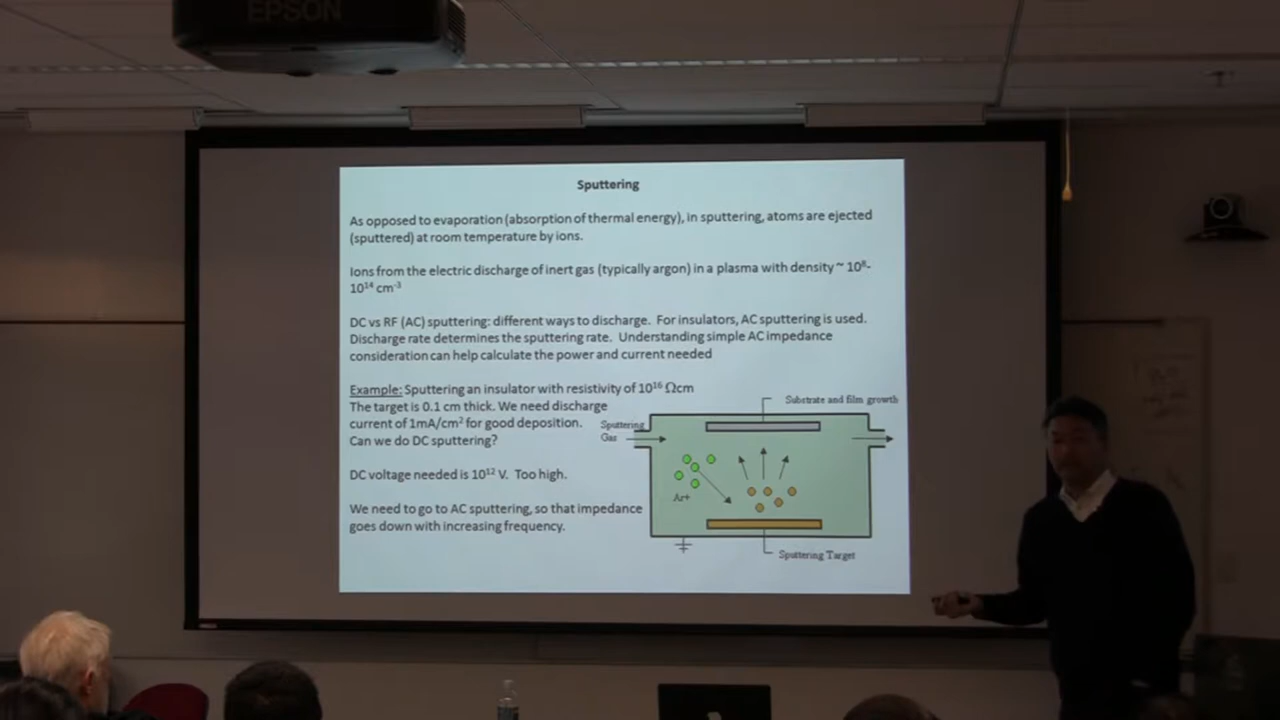 EPSON
Sputtering
As opposed to evaporation (absorption of thermal energy), in sputtering, atoms are ejected
(sputtered) at room temperature by ions.
Ions from the electric discharge of inert gas (typically argon) in a plasma with density ~ 10⁸-
10¹⁴ cm⁻³
DC vs RF (AC) sputtering: different ways to discharge. For insulators, AC sputtering is used.
Discharge rate determines the sputtering rate. Understanding simple AC impedance
consideration can help calculate the power and current needed
Example: Sputtering an insulator with resistivity of 10¹⁶ Ωcm
The target is 0.1 cm thick. We need discharge
current of 1mA/cm² for good deposition.
Can we do DC sputtering?
DC voltage needed is 10¹² V. Too high.
We need to go to AC sputtering, so that impedance
goes down with increasing frequency.
Substrate and film growth
Sputtering
Gas
Ar+
Sputtering Target